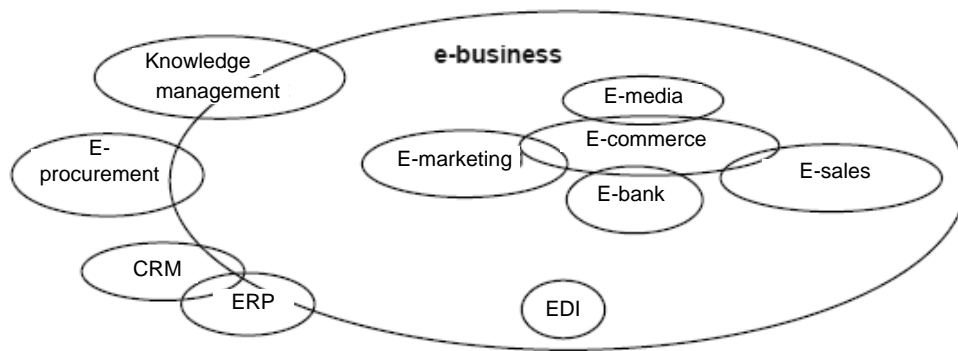 e-business
Knowledge
management
E-media
E-commerce
E-
procurement
E-marketing
E-sales
E-bank
CRM
ERP
EDI